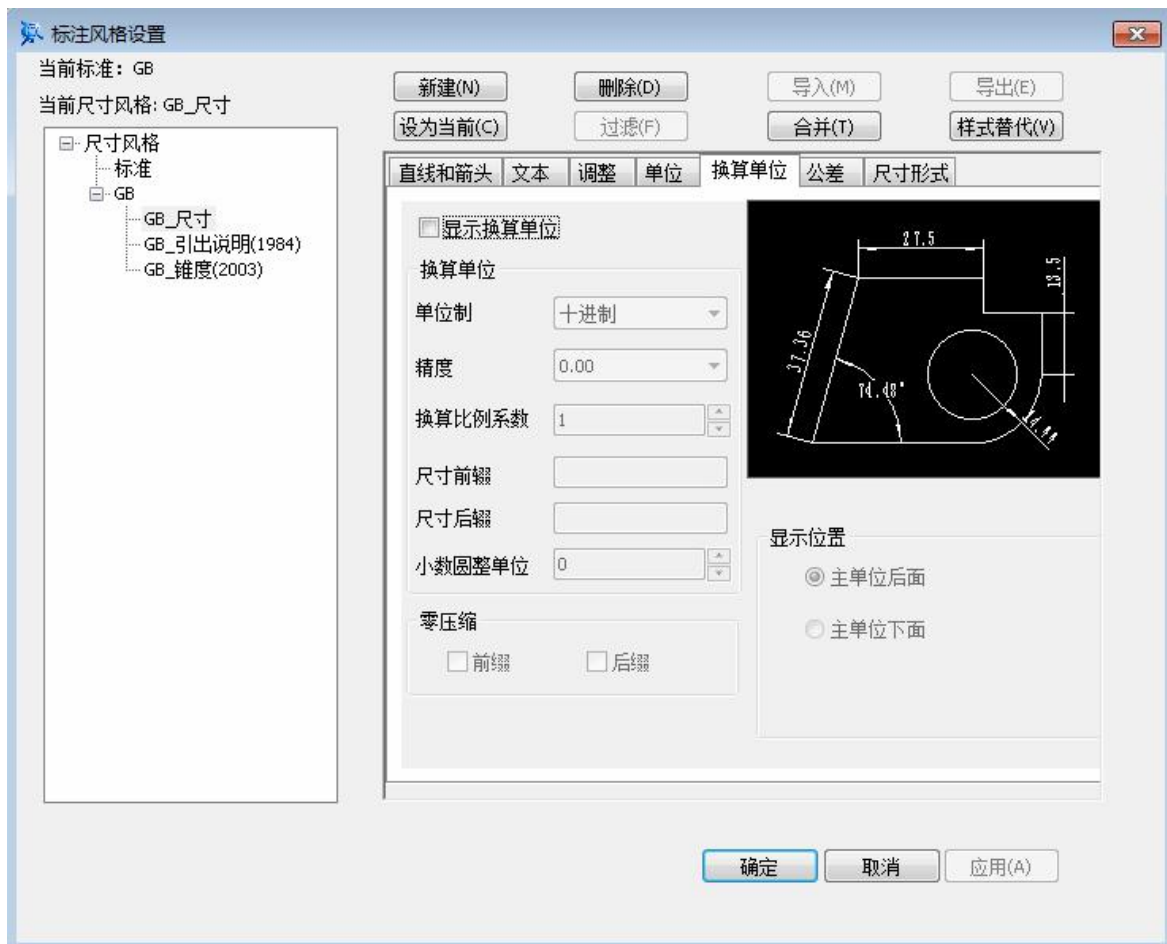 标注风格设置
当前标准: GB
当前尺寸风格: GB_尺寸
尺寸风格
标准
GB
GB_尺寸
GB_引出说明(1984)
GB_锥度(2003)
新建(N) 删除(D) 导入(M) 导出(E)
设为当前(C) 过滤(F) 合并(T) 样式替代(V)
直线和箭头 文本 调整 单位 换算单位 公差 尺寸形式
显示换算单位
换算单位
单位制 十进制
精度 0.00
换算比例系数 1
尺寸前辍
尺寸后辍
小数圆整单位 0
零压缩
前缀 后缀
27.5
13.5
37.36
74.48°
14.44
显示位置
主单位后面
主单位下面
确定 取消 应用(A)